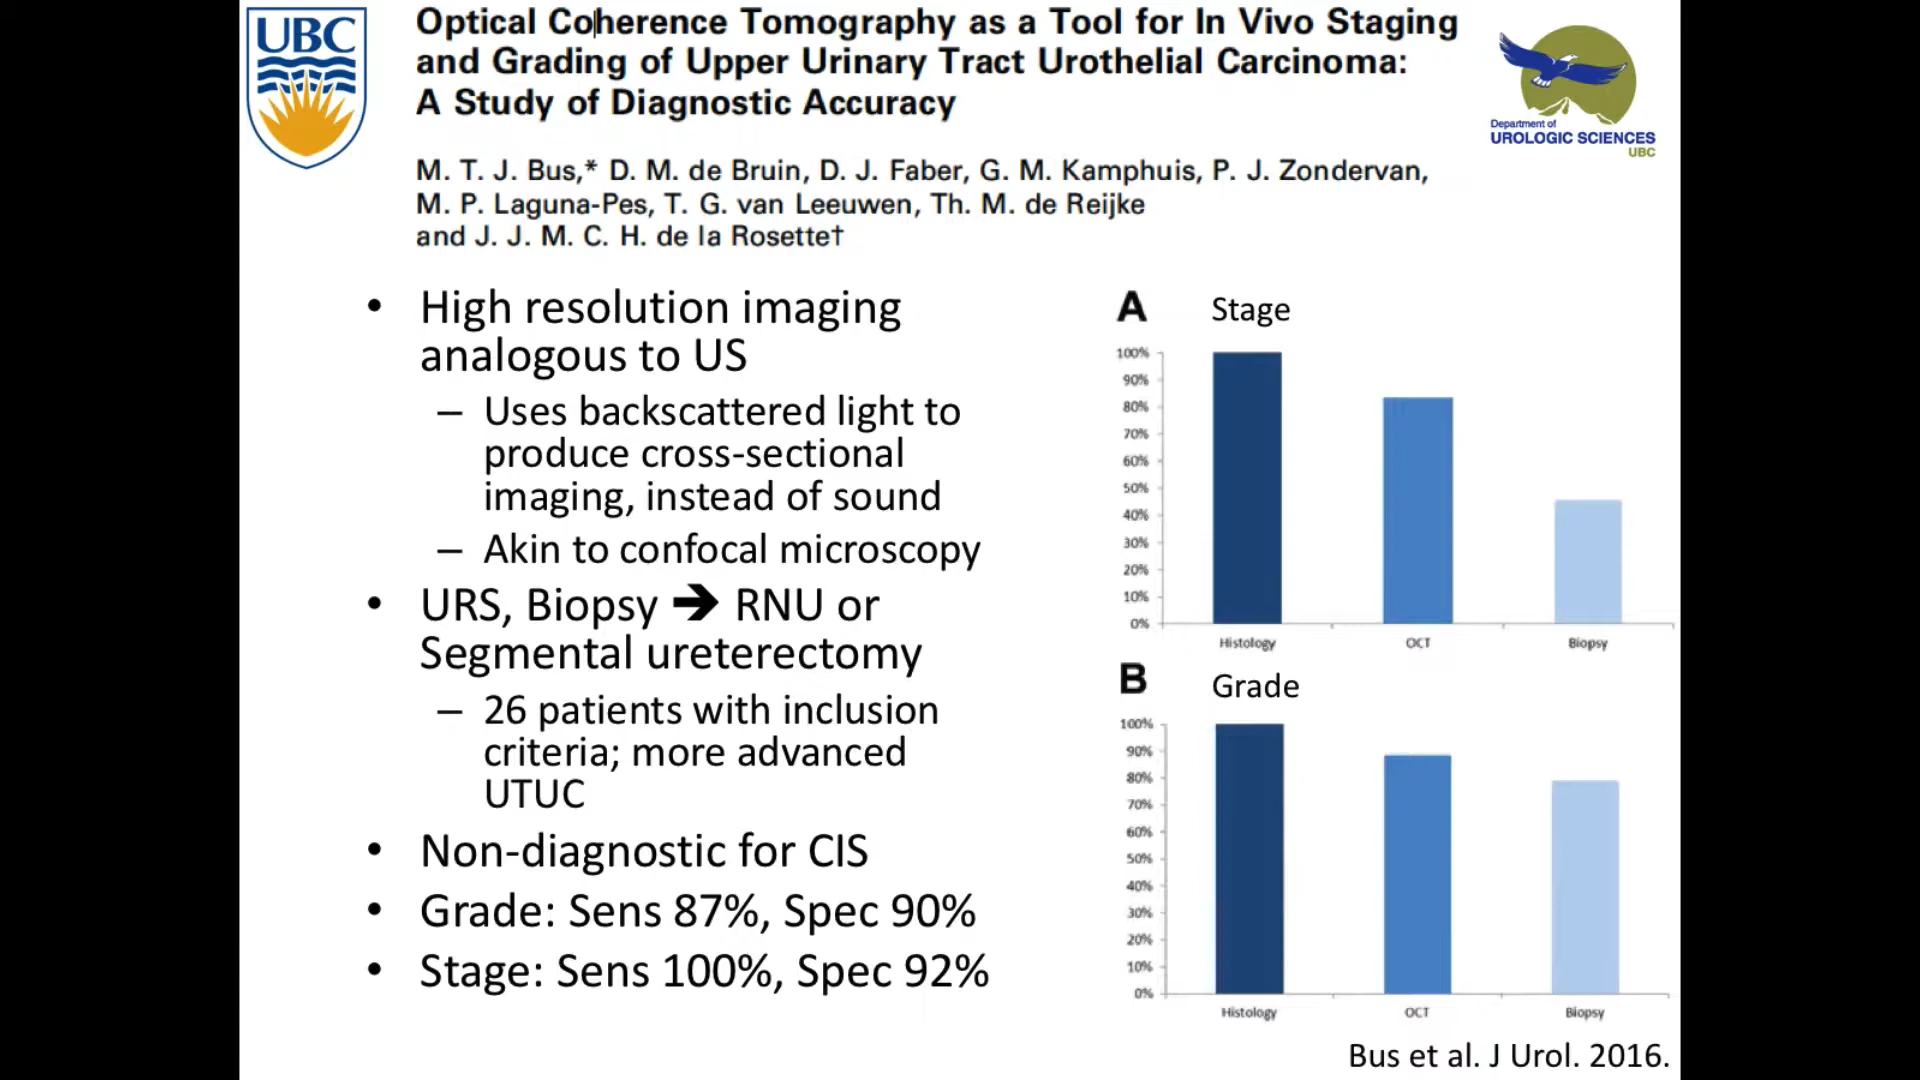 UBC
Optical Coherence Tomography as a Tool for In Vivo Staging
and Grading of Upper Urinary Tract Urothelial Carcinoma:
A Study of Diagnostic Accuracy
Department of
UROLOGIC SCIENCES
UBC
M. T. J. Bus,* D. M. de Bruin, D. J. Faber, G. M. Kamphuis, P. J. Zondervan,
M. P. Laguna-Pes, T. G. van Leeuwen, Th. M. de Reijke
and J. J. M. C. H. de la Rosette†
• High resolution imaging
analogous to US
– Uses backscattered light to
produce cross-sectional
imaging, instead of sound
– Akin to confocal microscopy
• URS, Biopsy ➔ RNU or
Segmental ureterectomy
– 26 patients with inclusion
criteria; more advanced
UTUC
• Non-diagnostic for CIS
• Grade: Sens 87%, Spec 90%
• Stage: Sens 100%, Spec 92%
A Stage
100%
90%
80%
70%
60%
50%
40%
30%
20%
10%
0%
Histology OCT Biopsy
B Grade
100%
90%
80%
70%
60%
50%
40%
30%
20%
10%
0%
Histology OCT Biopsy
Bus et al. J Urol. 2016.